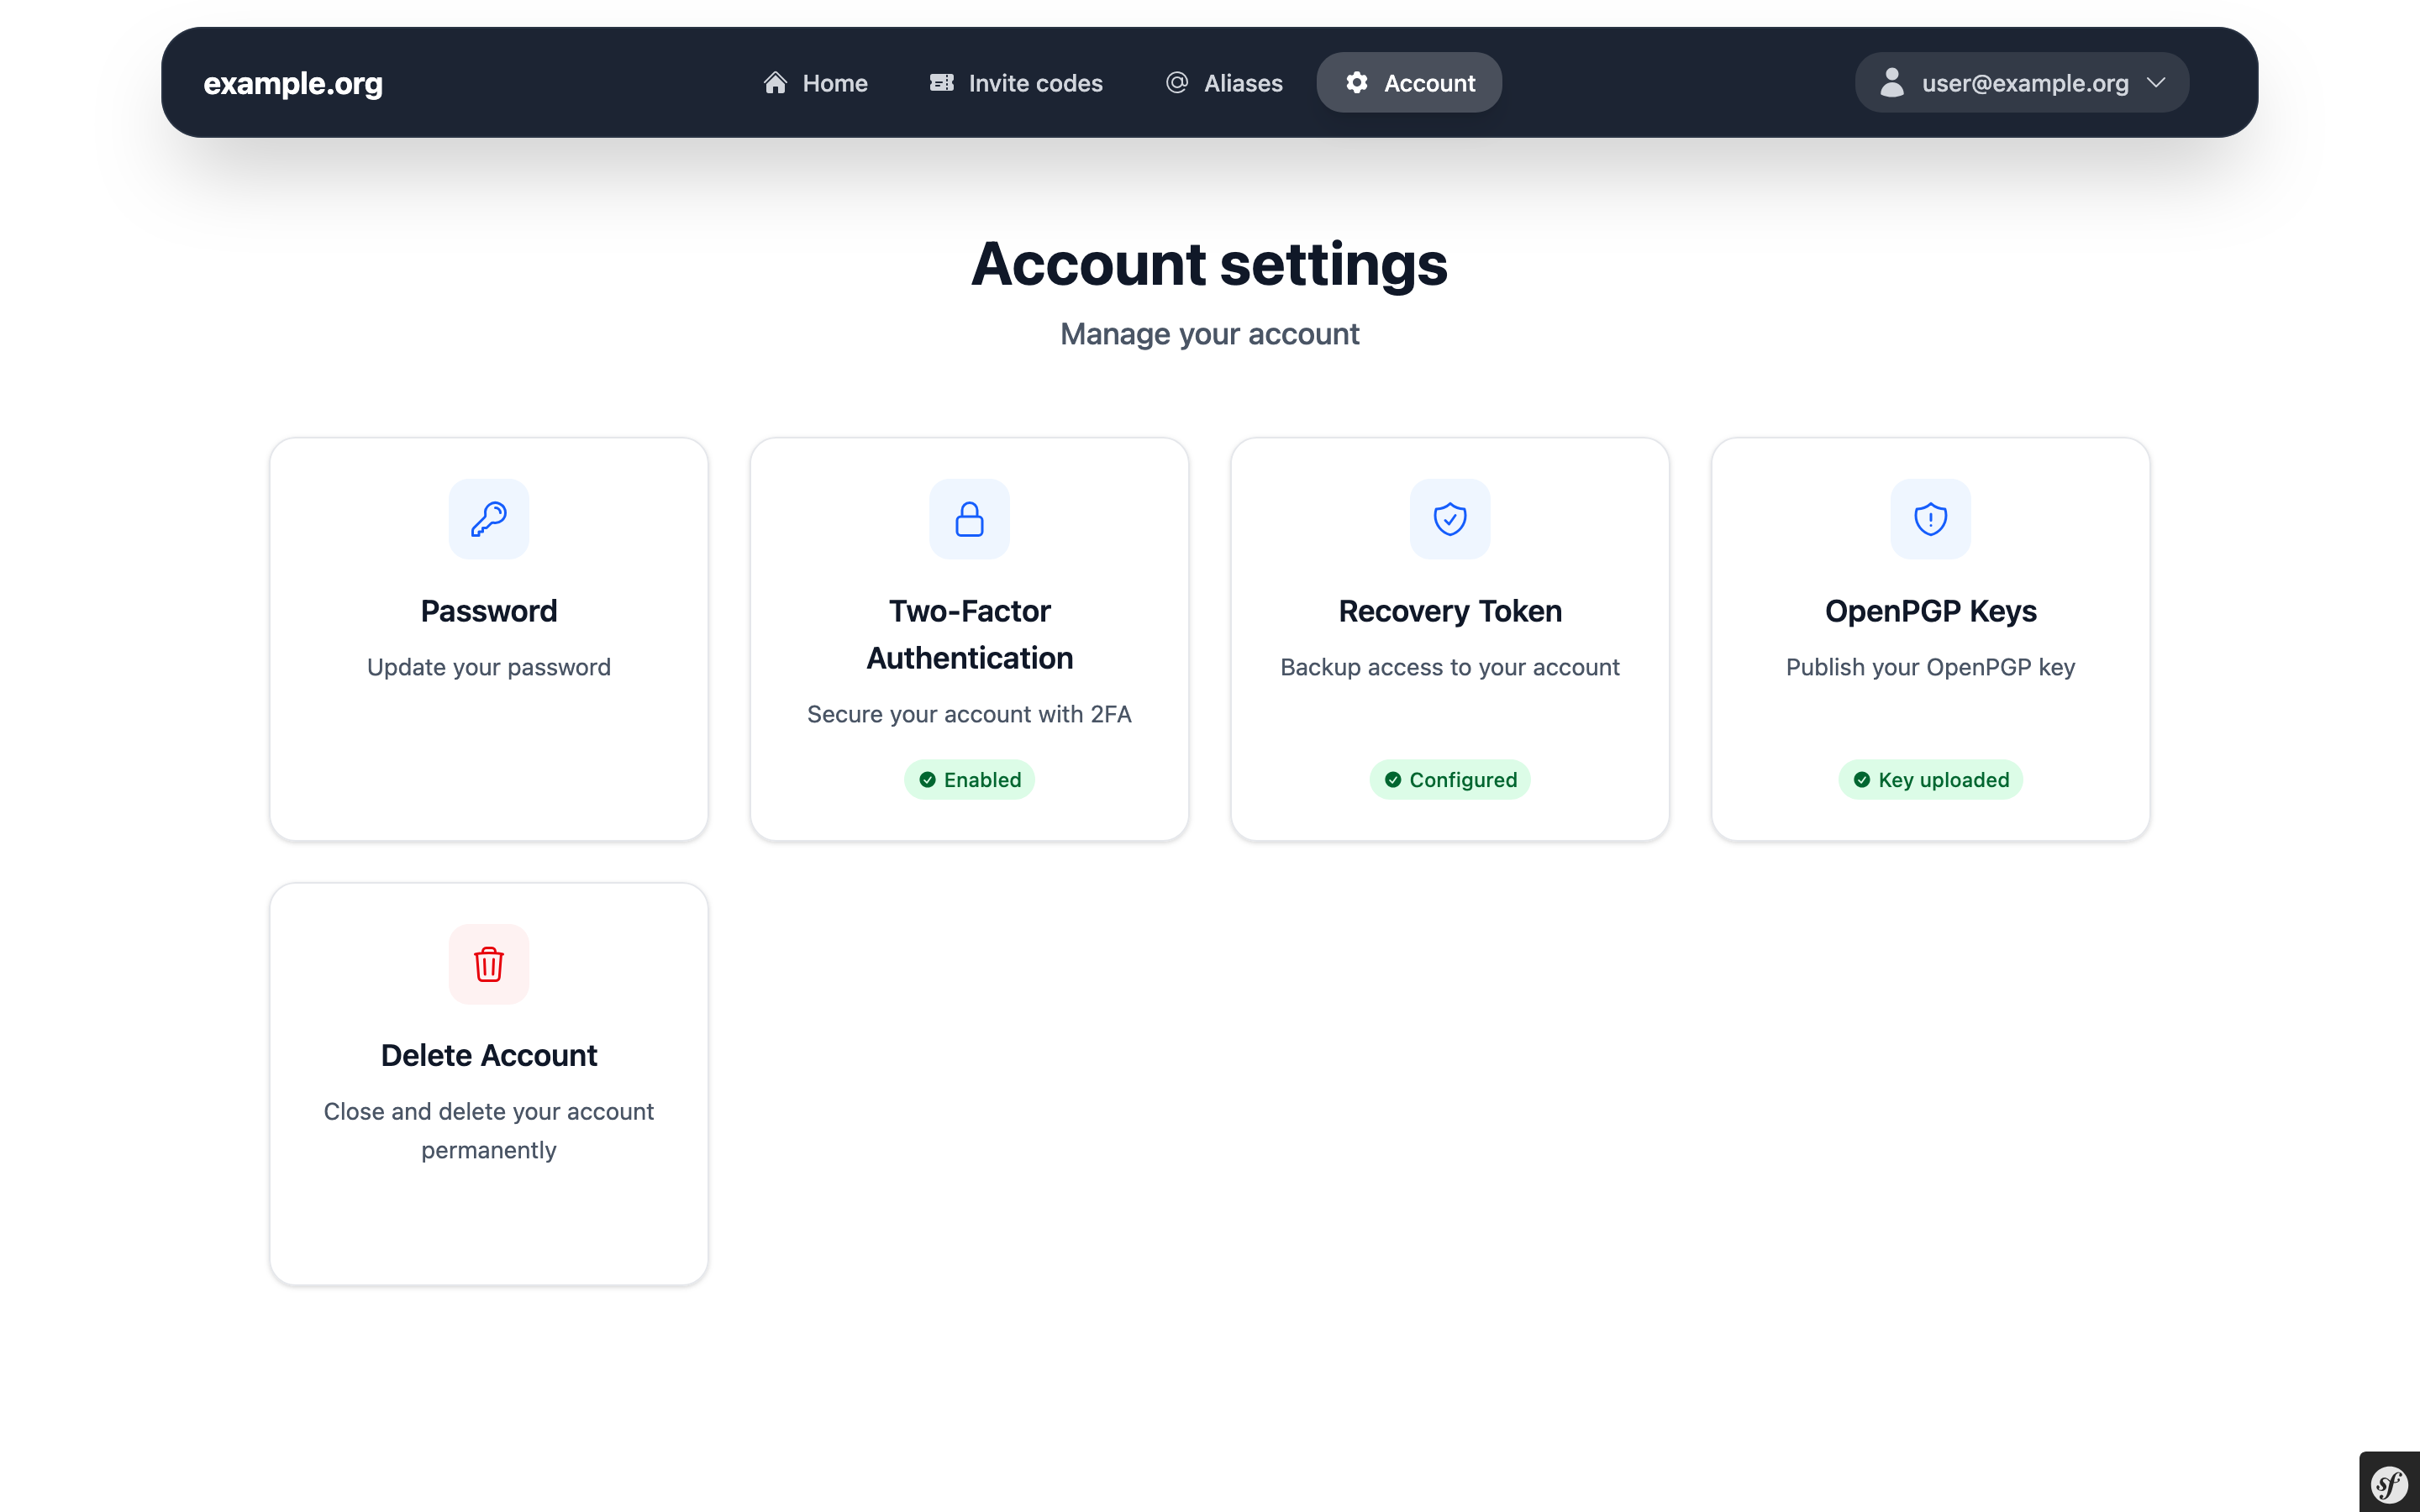 example.org
Home
Invite codes
Aliases
Account
user@example.org
Account settings
Manage your account
Password
Update your password
Two-Factor
Authentication
Secure your account with 2FA
Enabled
Recovery Token
Backup access to your account
Configured
OpenPGP Keys
Publish your OpenPGP key
Key uploaded
Delete Account
Close and delete your account
permanently
sf